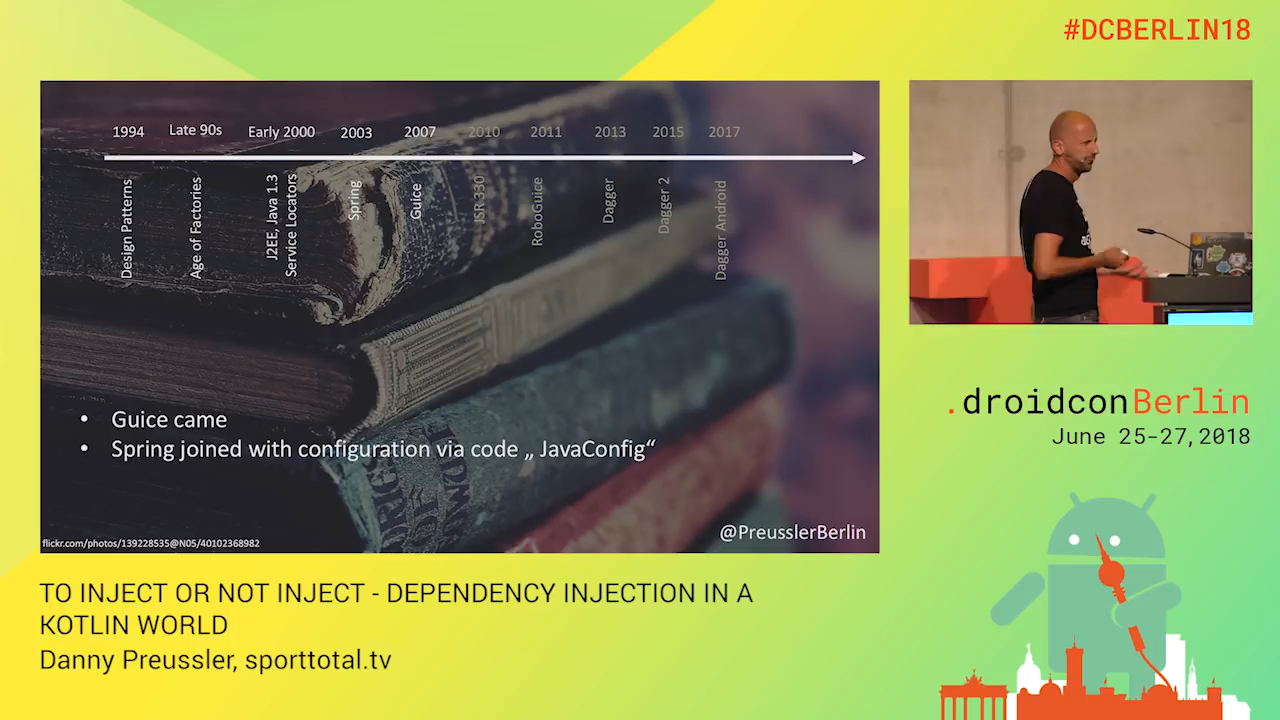 #DCBERLIN18
1994 Late 90s Early 2000 2003 2007 2010 2011 2013 2015 2017
Design Patterns
Age of Factories
J2EE, Java 1.3
Service Locators
Spring
Guice
JSR 330
RoboGuice
Dagger
Dagger 2
Dagger Android
• Guice came
• Spring joined with configuration via code „ JavaConfig“
@PreusslerBerlin
flickr.com/photos/139228535@N05/40102368982
.droidconBerlin
June 25-27, 2018
TO INJECT OR NOT INJECT - DEPENDENCY INJECTION IN A
KOTLIN WORLD
Danny Preussler, sporttotal.tv